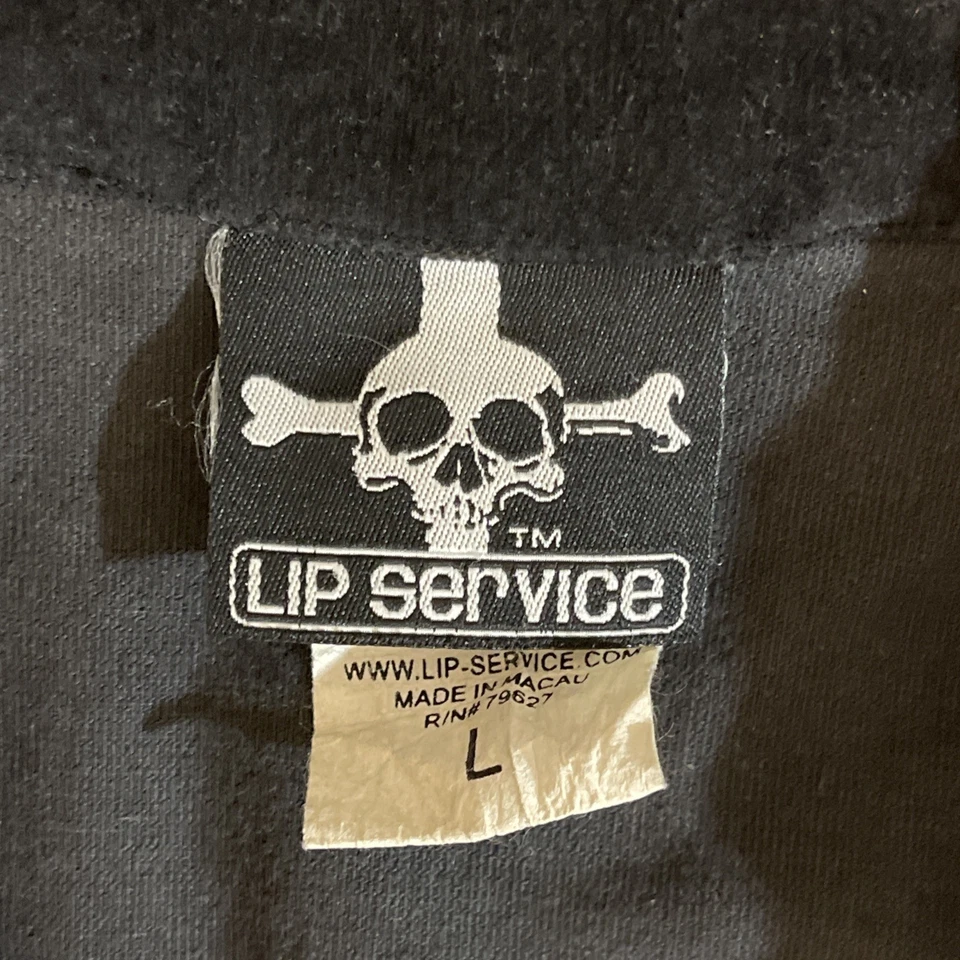 TM
LIP SERVICE
WWW.LIP-SERVICE.COM
MADE IN MACAU
R/N# 79627
L